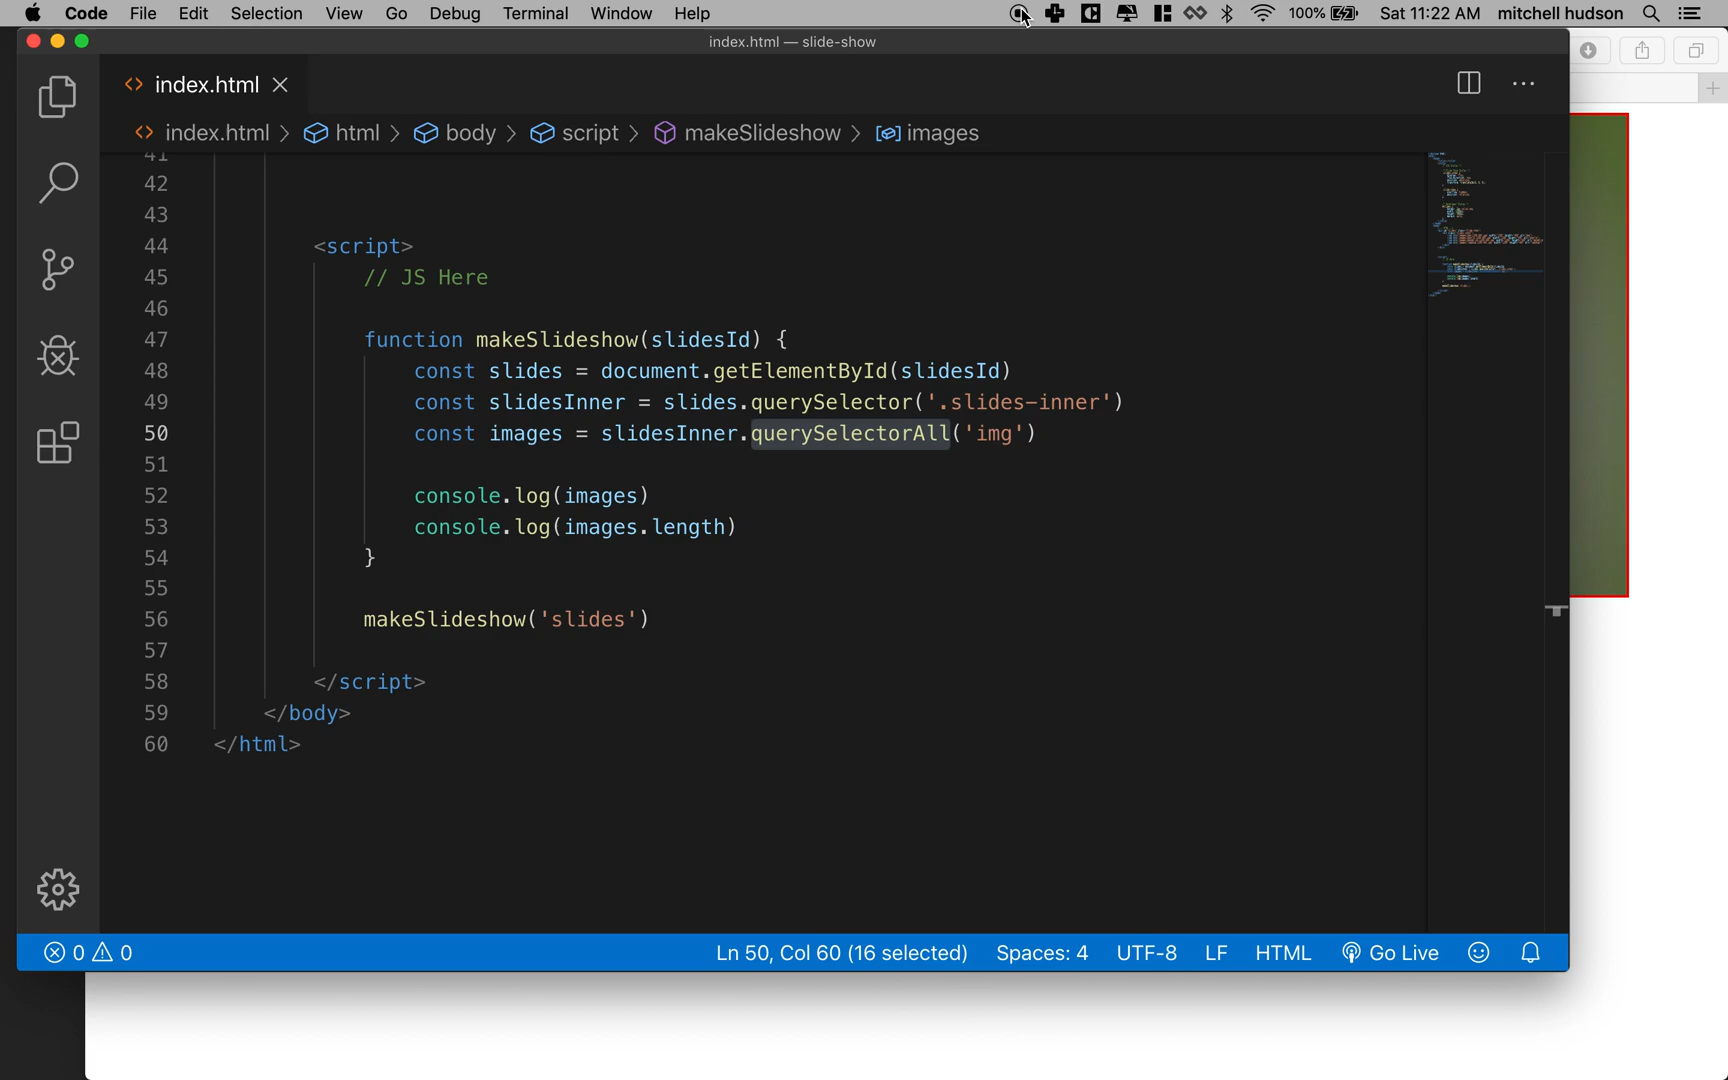 Code File Edit Selection View Go Debug Terminal Window Help 100% Sat 11:22 AM mitchell hudson
index.html — slide-show
<> index.html ×
<> index.html > html > body > script > makeSlideshow > images
41
42
43
44 <script>
45 // JS Here
46
47 function makeSlideshow(slidesId) {
48 const slides = document.getElementById(slidesId)
49 const slidesInner = slides.querySelector('.slides-inner')
50 const images = slidesInner.querySelectorAll('img')
51
52 console.log(images)
53 console.log(images.length)
54 }
55
56 makeSlideshow('slides')
57
58 </script>
59 </body>
60 </html>
0 0 Ln 50, Col 60 (16 selected) Spaces: 4 UTF-8 LF HTML Go Live